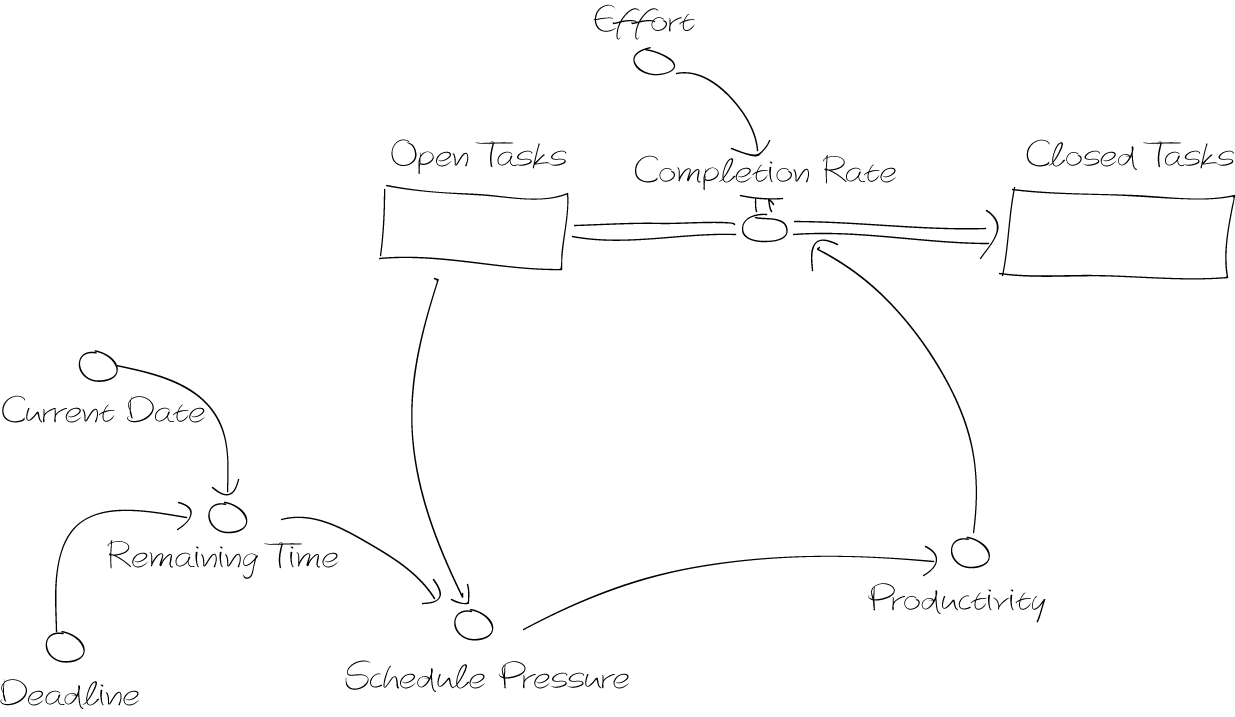 Effort
Open Tasks
Completion Rate
Closed Tasks
Current Date
Remaining Time
Productivity
Schedule Pressure
Deadline